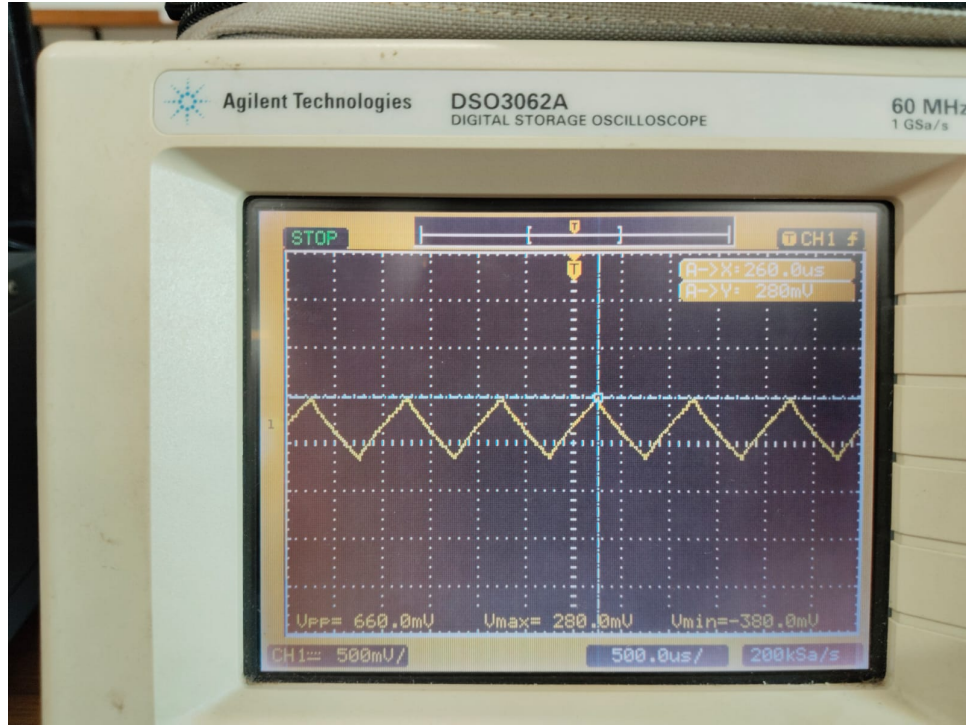 Agilent Technologies DSO3062A 60 MHz
DIGITAL STORAGE OSCILLOSCOPE 1 GSa/s
T
STOP T CH1
T
A->X: 260.0us
A->Y: 280mV
1
VPP= 660.0mV Vmax= 280.0mV Vmin=-380.0mV
CH1 500mV/ 500.0us/ 200kSa/s